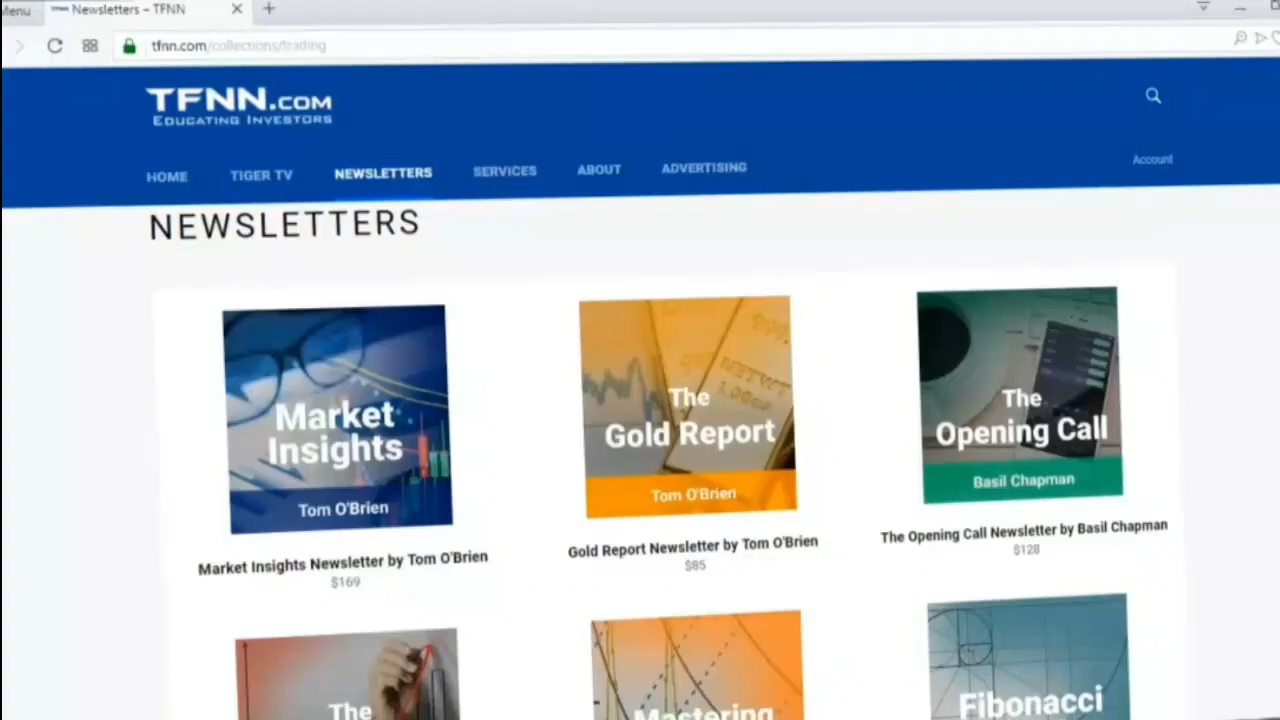 Menu
Newsletters – TFNN
tfnn.com/collections/trading
TFNN.COM
EDUCATING INVESTORS
HOME TIGER TV NEWSLETTERS SERVICES ABOUT ADVERTISING
Account
NEWSLETTERS
Market
Insights
Tom O'Brien
Market Insights Newsletter by Tom O'Brien
$169
The
Gold Report
Tom O'Brien
Gold Report Newsletter by Tom O'Brien
$85
The
Opening Call
Basil Chapman
The Opening Call Newsletter by Basil Chapman
$128
The
Mastering
Fibonacci